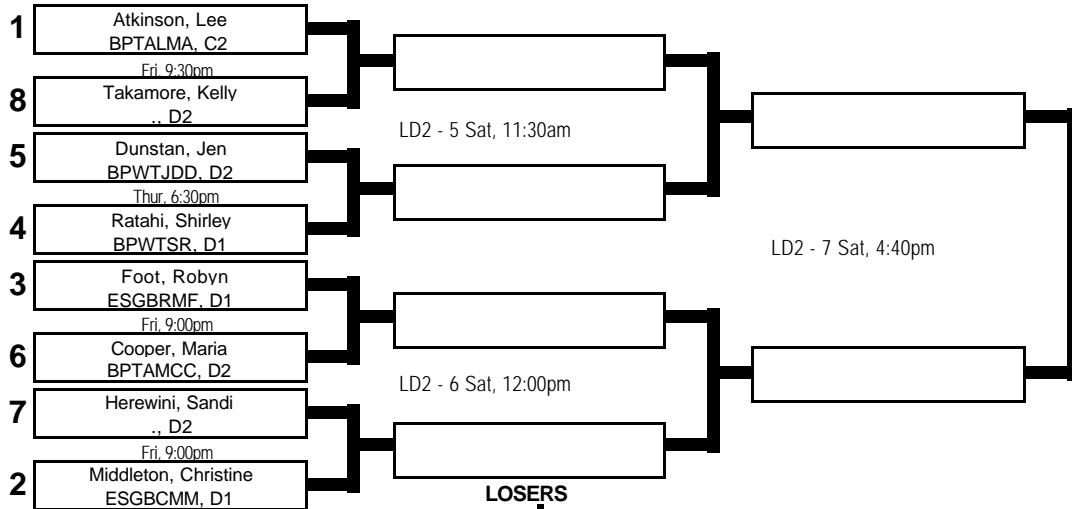 1
Atkinson, Lee
BPTALMA, C2
Fri, 9:30pm
8
Takamore, Kelly
., D2
LD2 - 5 Sat, 11:30am
5
Dunstan, Jen
BPWTJDD, D2
Thur, 6:30pm
4
Ratahi, Shirley
BPWTSR, D1
LD2 - 7 Sat, 4:40pm
3
Foot, Robyn
ESGBRMF, D1
Fri, 9:00pm
6
Cooper, Maria
BPTAMCC, D2
LD2 - 6 Sat, 12:00pm
7
Herewini, Sandi
., D2
Fri, 9:00pm
2
Middleton, Christine
ESGBCMM, D1
LOSERS